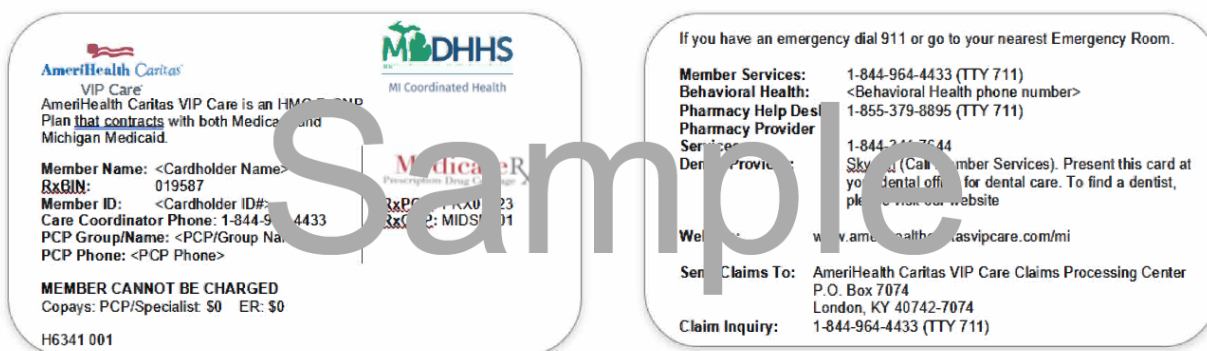 AmeriHealth Caritas
VIP Care
MDHHS
MI Coordinated Health
AmeriHealth Caritas VIP Care is an
Plan that contracts with both and
Michigan Medicaid.
MedicareRx
Prescription Drug Coverage
Member Name: <Cardholder Name>
RxBIN: 019587
Member ID: <Cardholder ID#>
Care Coordinator Phone: 4433
PCP Group/Name: <PCP/Group
PCP Phone: <PCP Phone>
MEMBER CANNOT BE CHARGED
Copays: PCP/Specialist: $0 ER: $0
H6341 001
Sample
If you have an emergency dial 911 or go to your nearest Emergency Room.
Member Services: 1-844-964-4433 (TTY 711)
Behavioral Health: <Behavioral Health phone number>
Pharmacy Help Desk 1-855-379-8895 (TTY 711)
Pharmacy Provider
Services
Dental Provider: (Call Member Services). Present this card at
your dental office for dental care. To find a dentist,
please visit our website
Send Claims To: AmeriHealth Caritas VIP Care Claims Processing Center
P.O. Box 7074
London, KY 40742-7074
Claim Inquiry: 1-844-964-4433 (TTY 711)